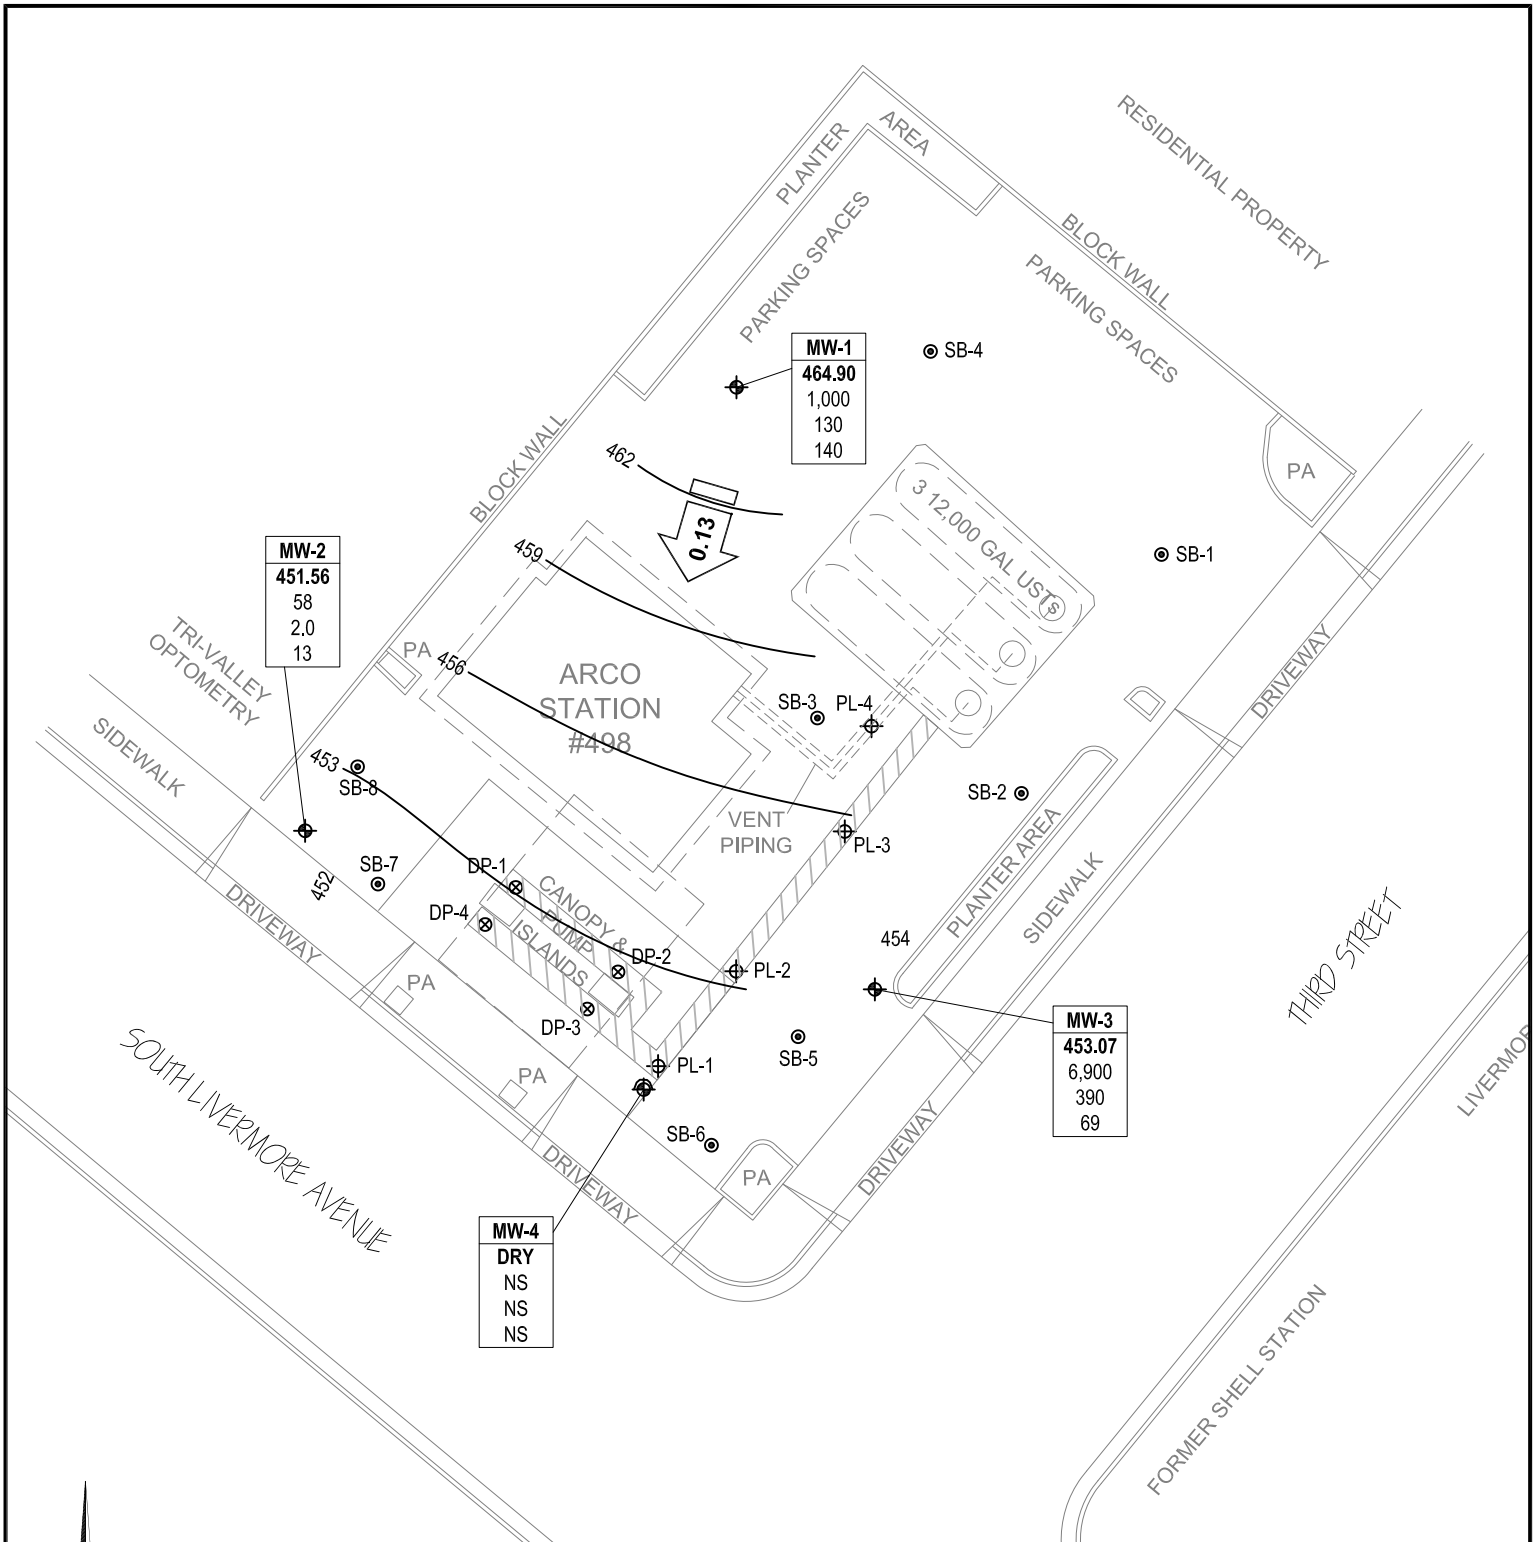 RESIDENTIAL PROPERTY
PLANTER
AREA
PARKING SPACES
BLOCK WALL
PARKING SPACES
MW-1
464.90
1,000
130
140
SB-4
BLOCK WALL
462
PA
3 12,000 GAL USTs
0.13
SB-1
459
MW-2
451.56
58
2.0
13
TRI-VALLEY
OPTOMETRY
PA
456
ARCO
STATION
#498
SB-3
PL-4
DRIVEWAY
SIDEWALK
453
SB-8
SB-2
VENT
PIPING
PL-3
PLANTER AREA
SIDEWALK
SB-7
452
DP-1
CANOPY &
PUMP
ISLANDS
DP-4
DRIVEWAY
DP-2
PL-2
454
THIRD STREET
PA
DP-3
MW-3
453.07
6,900
390
69
SB-5
PL-1
PA
SOUTH LIVERMORE AVENUE
LIVERMOR
SB-6
PA
DRIVEWAY
DRIVEWAY
MW-4
DRY
NS
NS
NS
FORMER SHELL STATION